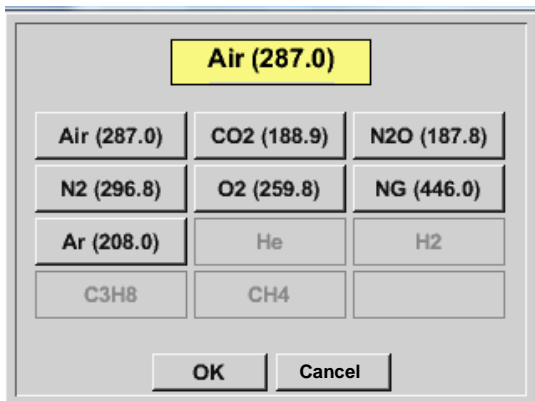 Air (287.0)
Air (287.0) CO2 (188.9) N2O (187.8)
N2 (296.8) O2 (259.8) NG (446.0)
Ar (208.0) He H2
C3H8 CH4
OK Cancel